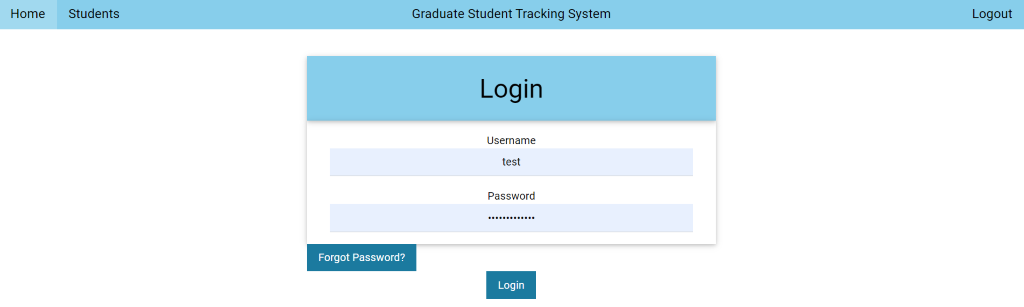 Home Students Graduate Student Tracking System Logout
Login
Username
test
Password
•••••••••••••
Forgot Password?
Login